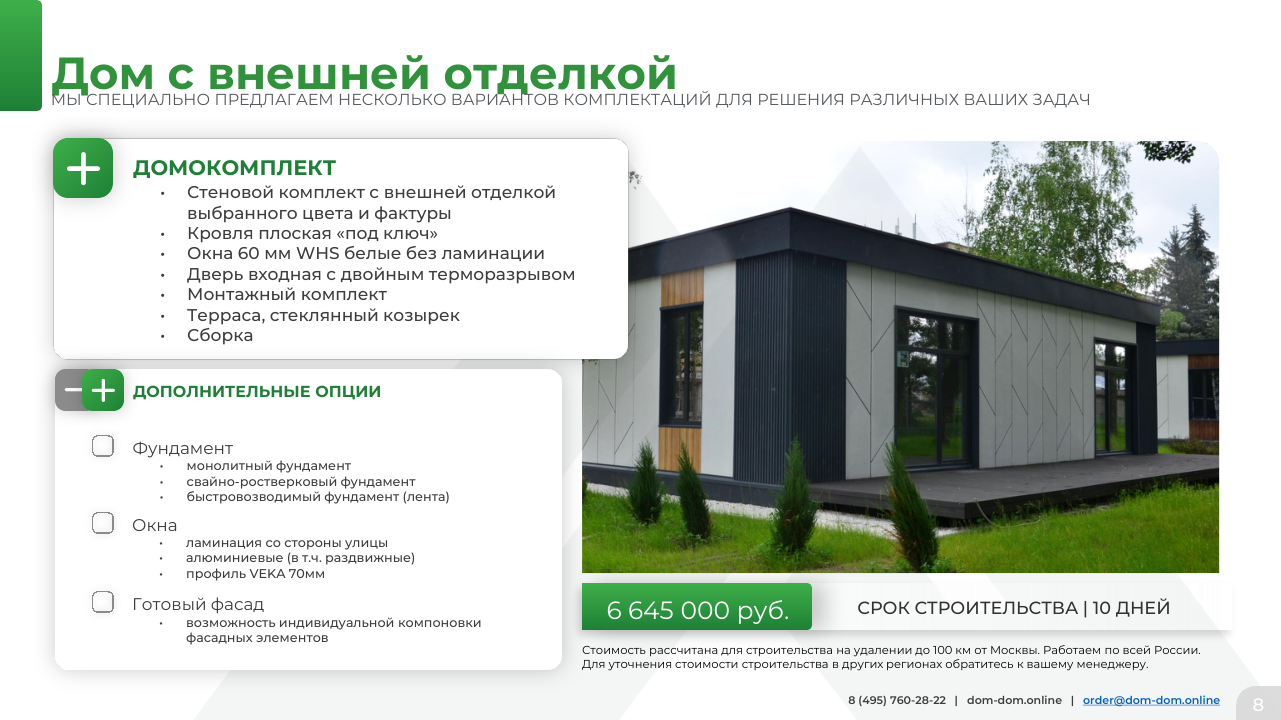 Дом с внешней отделкой
МЫ СПЕЦИАЛЬНО ПРЕДЛАГАЕМ НЕСКОЛЬКО ВАРИАНТОВ КОМПЛЕКТАЦИЙ ДЛЯ РЕШЕНИЯ РАЗЛИЧНЫХ ВАШИХ ЗАДАЧ
ДОМОКОМПЛЕКТ
• Стеновой комплект с внешней отделкой
выбранного цвета и фактуры
• Кровля плоская «под ключ»
• Окна 60 мм WHS белые без ламинации
• Дверь входная с двойным терморазрывом
• Монтажный комплект
• Терраса, стеклянный козырек
• Сборка
ДОПОЛНИТЕЛЬНЫЕ ОПЦИИ
Фундамент
• монолитный фундамент
• свайно-ростверковый фундамент
• быстровозводимый фундамент (лента)
Окна
• ламинация со стороны улицы
• алюминиевые (в т.ч. раздвижные)
• профиль VEKA 70мм
Готовый фасад
• возможность индивидуальной компоновки
фасадных элементов
6 645 000 руб.
СРОК СТРОИТЕЛЬСТВА | 10 ДНЕЙ
Стоимость рассчитана для строительства на удалении до 100 км от Москвы. Работаем по всей России.
Для уточнения стоимости строительства в других регионах обратитесь к вашему менеджеру.
8 (495) 760-28-22 | dom-dom.online | order@dom-dom.online
8